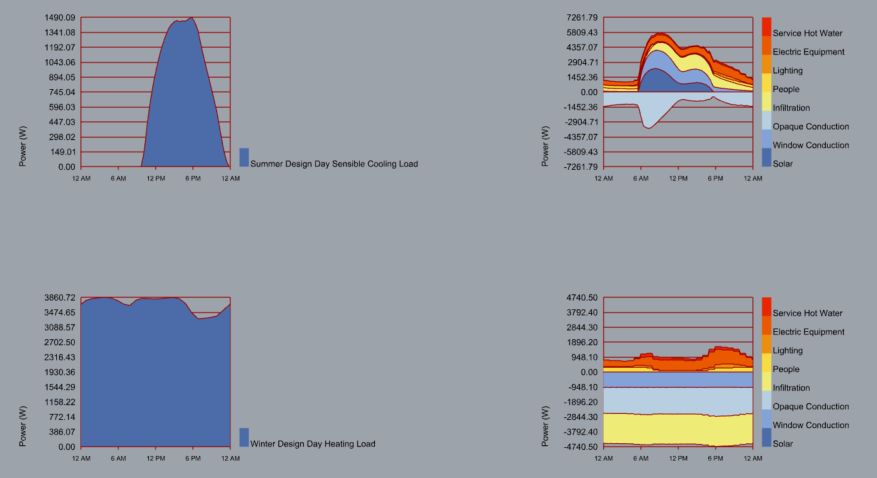 1490.09
1341.08
1192.07
1043.06
894.05
745.04
596.03
447.03
298.02
149.01
0.00
Power (W)
12 AM 6 AM 12 PM 6 PM 12 AM
Summer Design Day Sensible Cooling Load
7261.79
5809.43
4357.07
2904.71
1452.36
0.00
-1452.36
-2904.71
-4357.07
-5809.43
-7261.79
Power (W)
12 AM 6 AM 12 PM 6 PM 12 AM
Service Hot Water
Electric Equipment
Lighting
People
Infiltration
Opaque Conduction
Window Conduction
Solar
3860.72
3474.65
3088.57
2702.50
2316.43
1930.36
1544.29
1158.22
772.14
386.07
0.00
Power (W)
12 AM 6 AM 12 PM 6 PM 12 AM
Winter Design Day Heating Load
4740.50
3792.40
2844.30
1896.20
948.10
0.00
-948.10
-1896.20
-2844.30
-3792.40
-4740.50
Power (W)
12 AM 6 AM 12 PM 6 PM 12 AM
Service Hot Water
Electric Equipment
Lighting
People
Infiltration
Opaque Conduction
Window Conduction
Solar